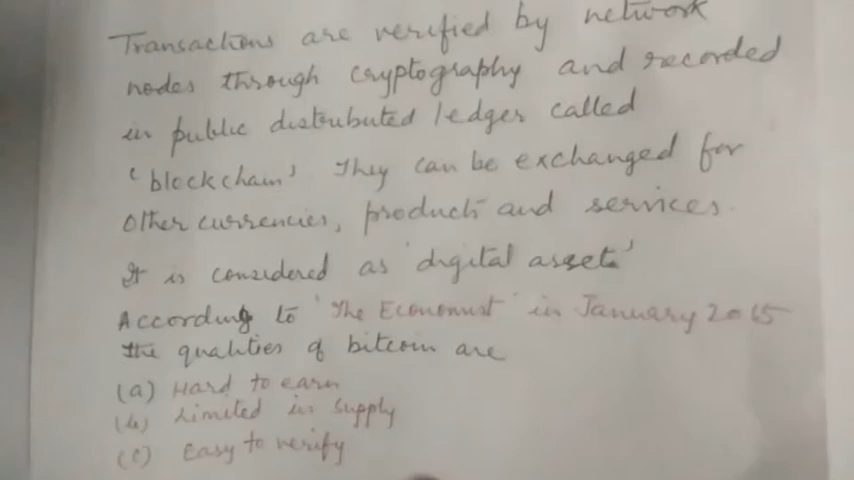 Transactions are verified by network
nodes through cryptography and recorded
in public distributed ledger called
'blockchain' They can be exchanged for
other currencies, products and services.
It is considered as 'digital assets'
According to 'The Economist' in January 2015
the qualities of bitcoin are
(a) Hard to earn
(b) Limited in supply
(c) Easy to verify